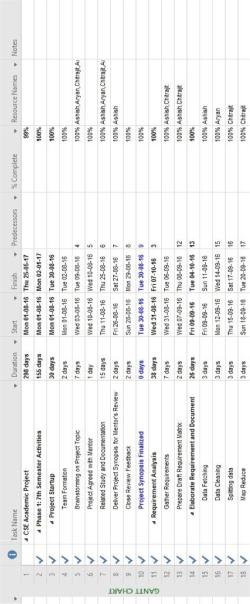 Task Name Duration Start Finish Predecessors % Complete Resource Names Notes
1 CSE Academic Project 208 days Mon 01-08-16 Thu 25-05-17 99%
2 Phase 1: 7th Semester Activities 155 days Mon 01-08-16 Mon 02-01-17 100%
3 Project Startup 30 days Mon 01-08-16 Tue 30-08-16 100%
4 Team Formation 2 days Mon 01-08-16 Tue 02-08-16 100%
5 Brainstorming on Project Topic 7 days Wed 03-08-16 Tue 09-08-16 4 100% Ashish,Aryan,Chitrajit,A
6 Project Agreed with Mentor 1 day Wed 10-08-16 Wed 10-08-16 5 100%
7 Related Study and Documentation 15 days Thu 11-08-16 Thu 25-08-16 6 100% Ashish,Aryan,Chitrajit,A
8 Deliver Project Synopsis for Mentor's Review 2 days Fri 26-08-16 Sat 27-08-16 7 100% Ashish
9 Close Review Feedback 2 days Sun 28-08-16 Mon 29-08-16 8 100%
10 Project Synopsis Finalized 0 days Tue 30-08-16 Tue 30-08-16 9 100%
11 Requirement Analysis 38 days Wed 31-08-16 Fri 07-10-16 3 100%
12 Gather Requirements Wed 31-08-16 Tue 06-09-16 100% Ashish,Chitrajit
13 Prepare Draft Requirement Matrix 2 days Thu 08-09-16 12 100% Ashish,Chitrajit
14 Elaborate Requirement and Document 26 days Fri 09-09-16 Tue 04-10-16 13 100%
15 Data Fetching 3 days Fri 09-09-16 Sun 11-09-16 100% Ashish
16 Data Cleaning 3 days Mon 12-09-16 Wed 14-09-16 15 100% Aryan
17 Splitting data 3 days Thu 15-09-16 Sat 17-09-16 16 100% Chitrajit
18 Map Reduce Sun 18-09-16 Tue 20-09-16 17 100% Chitrajit
GANTT CHART